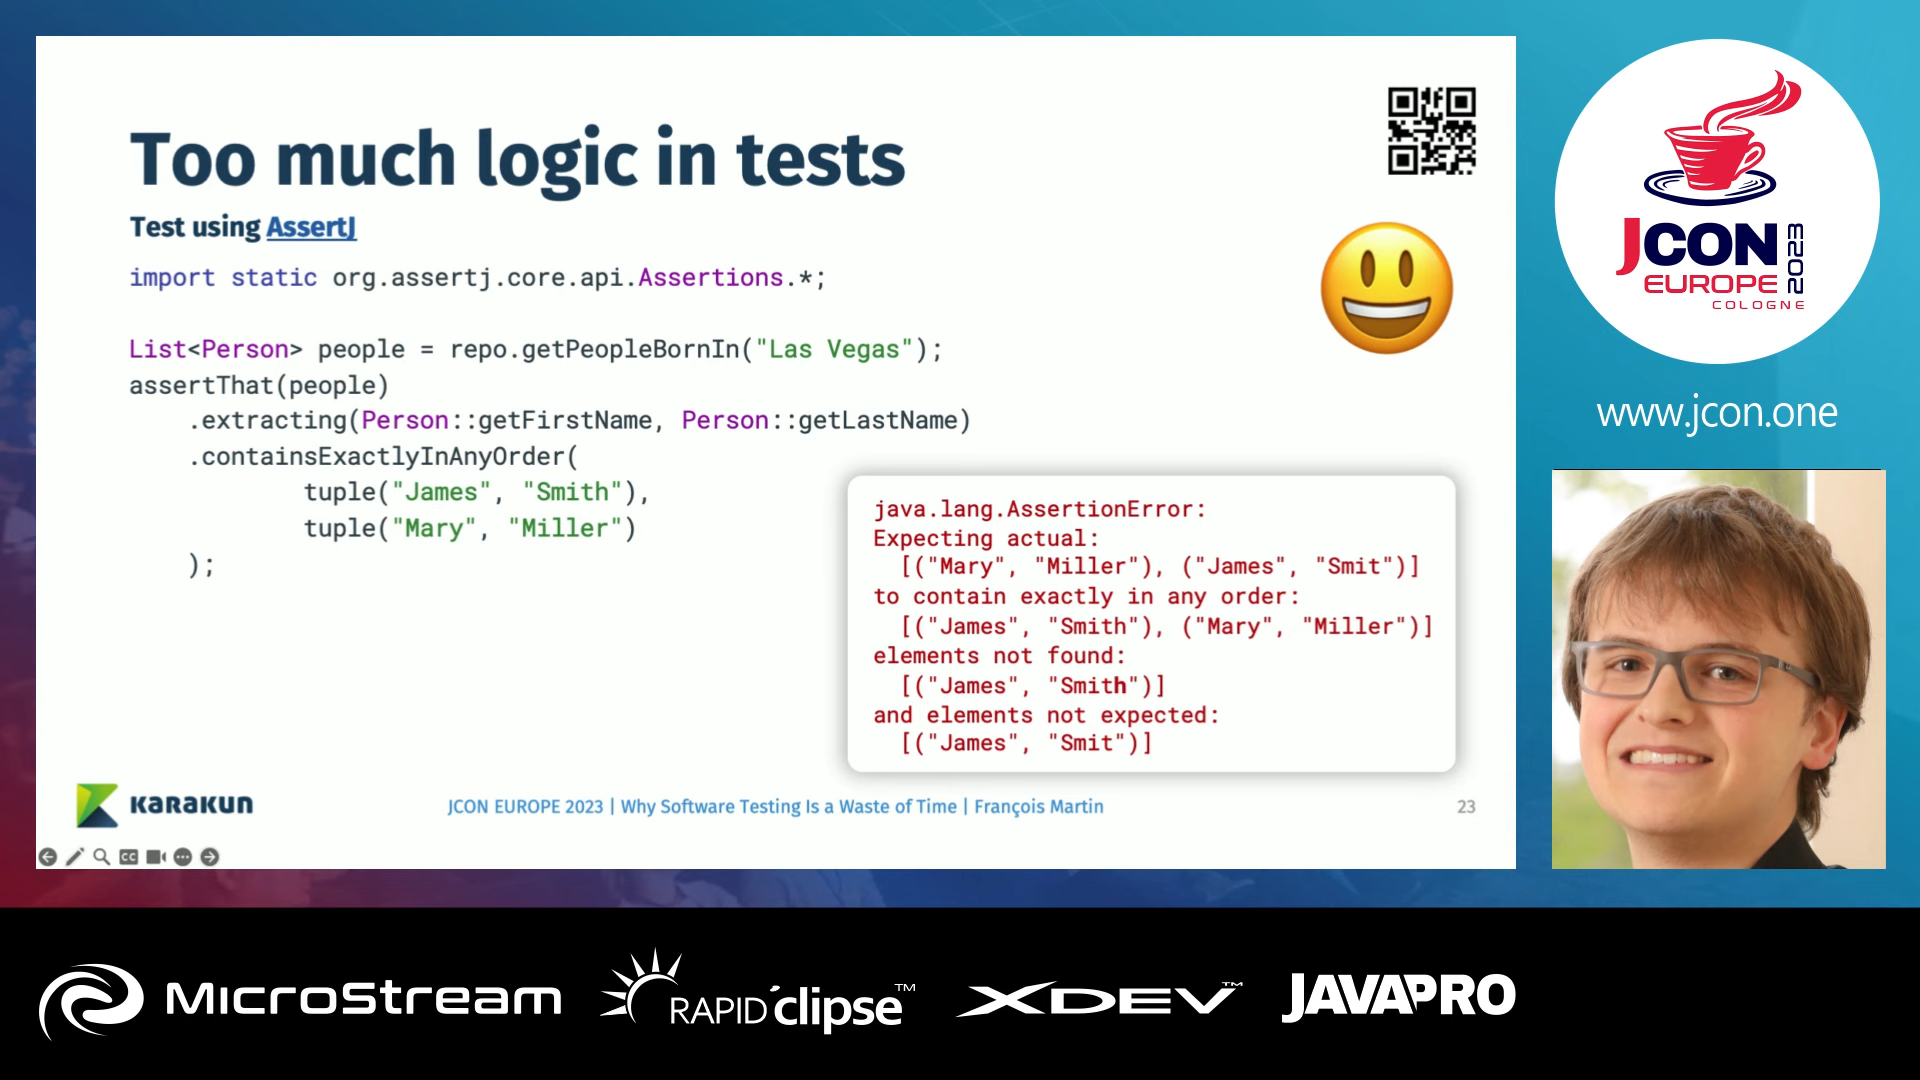 Too much logic in tests
Test using AssertJ
import static org.assertj.core.api.Assertions.*;
List<Person> people = repo.getPeopleBornIn("Las Vegas");
assertThat(people)
.extracting(Person::getFirstName, Person::getLastName)
.containsExactlyInAnyOrder(
tuple("James", "Smith"),
tuple("Mary", "Miller")
);
java.lang.AssertionError:
Expecting actual:
[("Mary", "Miller"), ("James", "Smit")]
to contain exactly in any order:
[("James", "Smith"), ("Mary", "Miller")]
elements not found:
[("James", "Smith")]
and elements not expected:
[("James", "Smit")]
KARAKUN
JCON EUROPE 2023 | Why Software Testing Is a Waste of Time | François Martin
23
CC
JCON
EUROPE
2023
COLOGNE
www.jcon.one
MicroStream
RAPID clipse™
XDEV™
JAVAPRO